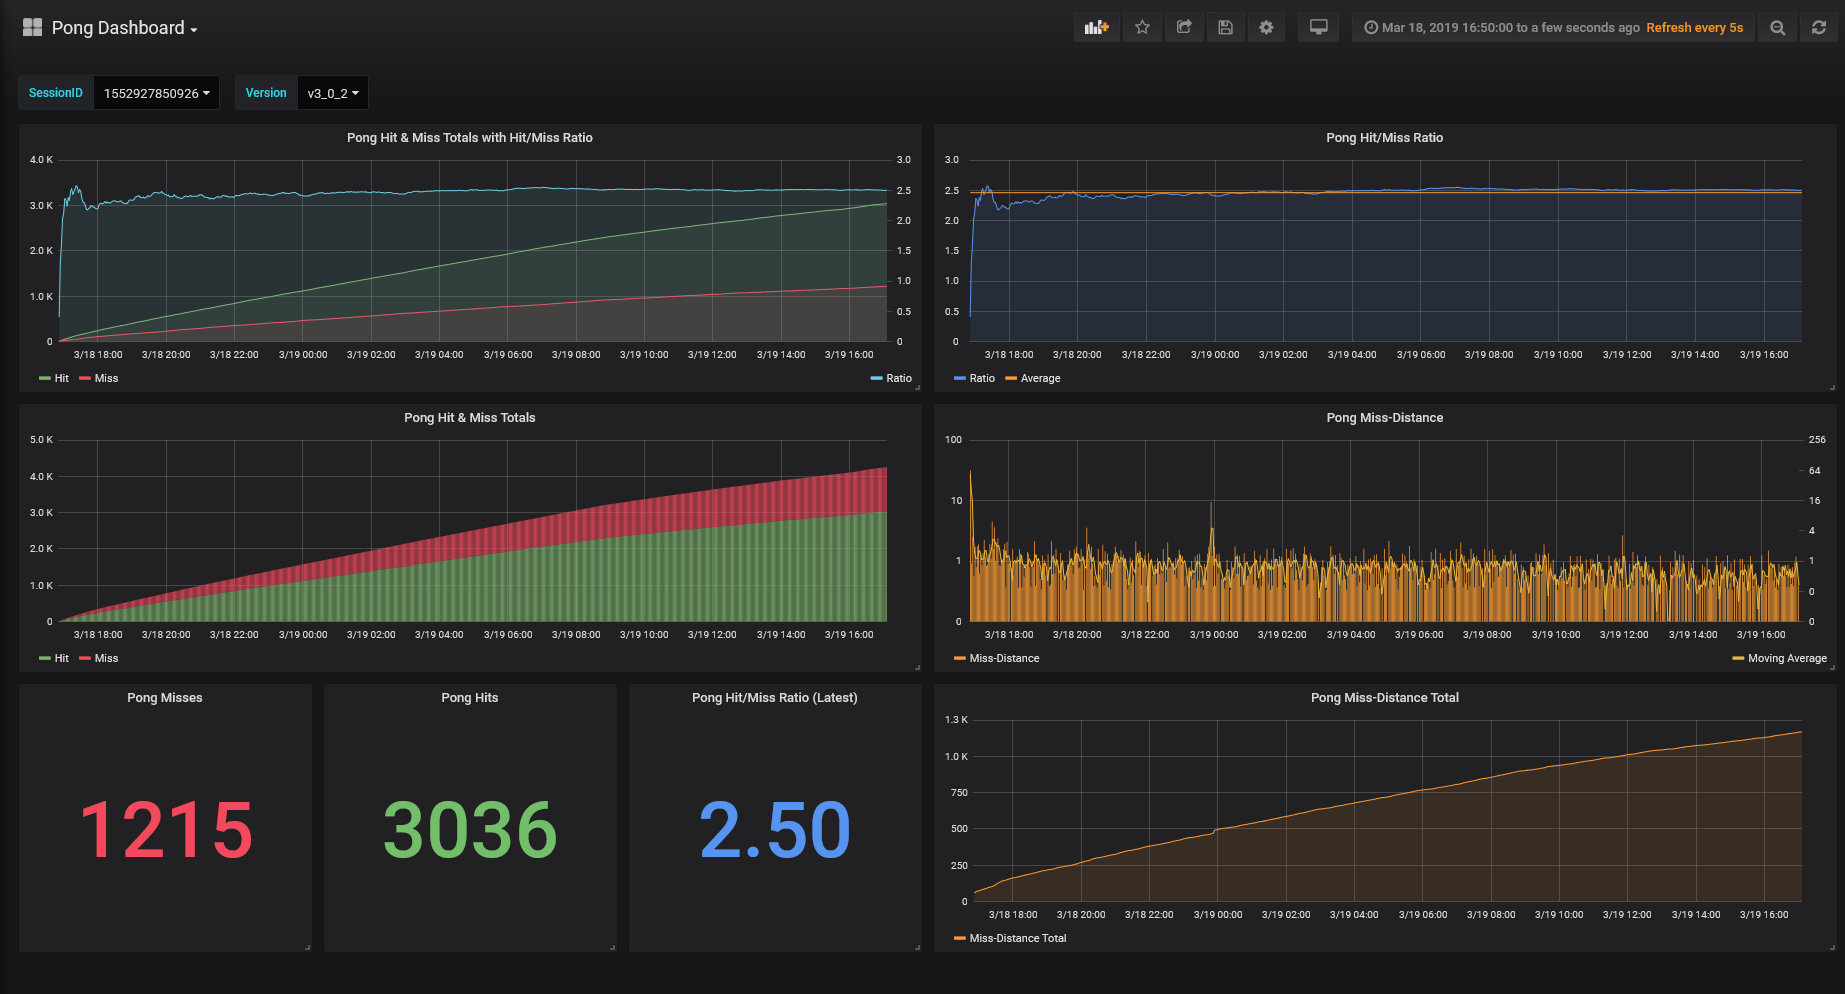 Pong Dashboard
Mar 18, 2019 16:50:00 to a few seconds ago Refresh every 5s
SessionID 1552927850926 Version v3_0_2
Pong Hit & Miss Totals with Hit/Miss Ratio
4.0 K
3.0 K
2.0 K
1.0 K
0
3.0
2.5
2.0
1.5
1.0
0.5
0
3/18 18:00 3/18 20:00 3/18 22:00 3/19 00:00 3/19 02:00 3/19 04:00 3/19 06:00 3/19 08:00 3/19 10:00 3/19 12:00 3/19 14:00 3/19 16:00
Hit Miss Ratio
Pong Hit/Miss Ratio
3.0
2.5
2.0
1.5
1.0
0.5
0
3/18 18:00 3/18 20:00 3/18 22:00 3/19 00:00 3/19 02:00 3/19 04:00 3/19 06:00 3/19 08:00 3/19 10:00 3/19 12:00 3/19 14:00 3/19 16:00
Ratio Average
Pong Hit & Miss Totals
5.0 K
4.0 K
3.0 K
2.0 K
1.0 K
0
3/18 18:00 3/18 20:00 3/18 22:00 3/19 00:00 3/19 02:00 3/19 04:00 3/19 06:00 3/19 08:00 3/19 10:00 3/19 12:00 3/19 14:00 3/19 16:00
Hit Miss
Pong Miss-Distance
100
10
1
0
256
64
16
4
1
0
0
3/18 18:00 3/18 20:00 3/18 22:00 3/19 00:00 3/19 02:00 3/19 04:00 3/19 06:00 3/19 08:00 3/19 10:00 3/19 12:00 3/19 14:00 3/19 16:00
Miss-Distance Moving Average
Pong Misses
1215
Pong Hits
3036
Pong Hit/Miss Ratio (Latest)
2.50
Pong Miss-Distance Total
1.3 K
1.0 K
750
500
250
0
3/18 18:00 3/18 20:00 3/18 22:00 3/19 00:00 3/19 02:00 3/19 04:00 3/19 06:00 3/19 08:00 3/19 10:00 3/19 12:00 3/19 14:00 3/19 16:00
Miss-Distance Total